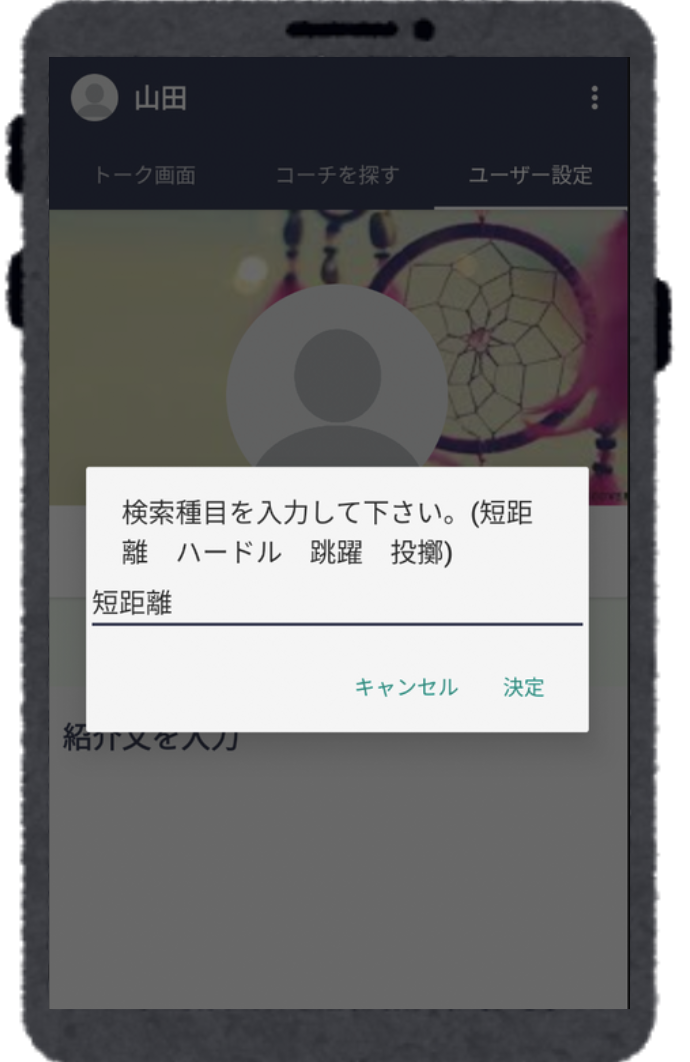 山田
トーク画面 コーチを探す ユーザー設定
検索種目を入力して下さい。(短距
離　ハードル　跳躍　投擲)
短距離
キャンセル 決定
紹介文を入力